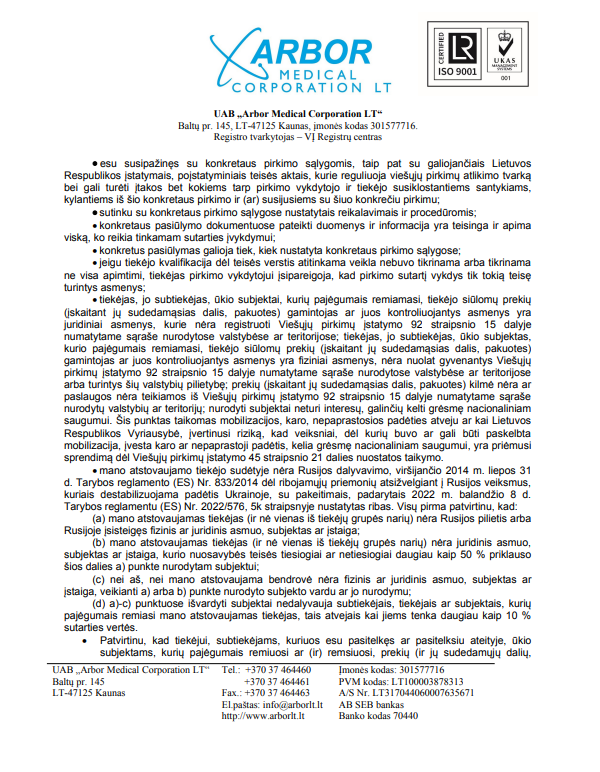 ARBOR
MEDICAL
CORPORATION LT
CERTIFIED
LR
ISO 9001
UKAS
MANAGEMENT
SYSTEMS
001
UAB „Arbor Medical Corporation LT“
Baltų pr. 145, LT-47125 Kaunas, įmonės kodas 301577716.
Registro tvarkytojas – VĮ Registrų centras
● esu susipažinęs su konkretaus pirkimo sąlygomis, taip pat su galiojančiais Lietuvos
Respublikos įstatymais, poįstatyminiais teisės aktais, kurie reguliuoja viešųjų pirkimų atlikimo tvarką
bei gali turėti įtakos bet kokiems tarp pirkimo vykdytojo ir tiekėjo susiklostantiems santykiams,
kylantiems iš šio konkretaus pirkimo ir (ar) susijusiems su šiuo konkrečiu pirkimu;
● sutinku su konkretaus pirkimo sąlygose nustatytais reikalavimais ir procedūromis;
• konkretaus pasiūlymo dokumentuose pateikti duomenys ir informacija yra teisinga ir apima
viską, ko reikia tinkamam sutarties įvykdymui;
• konkretus pasiūlymas galioja tiek, kiek nustatyta konkretaus pirkimo sąlygose;
• jeigu tiekėjo kvalifikacija dėl teisės verstis atitinkama veikla nebuvo tikrinama arba tikrinama
ne visa apimtimi, tiekėjas pirkimo vykdytojui įsipareigoja, kad pirkimo sutartį vykdys tik tokią teisę
turintys asmenys;
• tiekėjas, jo subtiekėjas, ūkio subjektai, kurių pajėgumais remiamasi, tiekėjo siūlomų prekių
(įskaitant jų sudedamąsias dalis, pakuotes) gamintojas ar juos kontroliuojantys asmenys yra
juridiniai asmenys, kurie nėra registruoti Viešųjų pirkimų įstatymo 92 straipsnio 15 dalyje
numatytame sąraše nurodytose valstybėse ar teritorijose; tiekėjas, jo subtiekėjas, ūkio subjektas,
kurio pajėgumais remiamasi, tiekėjo siūlomų prekių (įskaitant jų sudedamąsias dalis, pakuotes)
gamintojas ar juos kontroliuojantys asmenys yra fiziniai asmenys, nėra nuolat gyvenantys Viešųjų
pirkimų įstatymo 92 straipsnio 15 dalyje numatytame sąraše nurodytose valstybėse ar teritorijose
arba turintys šių valstybių pilietybę; prekių (įskaitant jų sudedamąsias dalis, pakuotes) kilmė nėra ar
paslaugos nėra teikiamos iš Viešųjų pirkimų įstatymo 92 straipsnio 15 dalyje numatytame sąraše
nurodytų valstybių ar teritorijų; nurodyti subjektai neturi interesų, galinčių kelti grėsmę nacionaliniam
saugumui. Šis punktas taikomas mobilizacijos, karo, nepaprastosios padėties atveju ar kai Lietuvos
Respublikos Vyriausybė, įvertinusi riziką, kad veiksniai, dėl kurių buvo ar gali būti paskelbta
mobilizacija, įvesta karo ar nepaprastoji padėtis, kelia grėsmę nacionaliniam saugumui, yra priėmusi
sprendimą dėl Viešųjų pirkimų įstatymo 45 straipsnio 21 dalies nuostatos taikymo.
• mano atstovaujamo tiekėjo sudėtyje nėra Rusijos dalyvavimo, viršijančio 2014 m. liepos 31
d. Tarybos reglamento (ES) Nr. 833/2014 dėl ribojamųjų priemonių atsižvelgiant į Rusijos veiksmus,
kuriais destabilizuojama padėtis Ukrainoje, su pakeitimais, padarytais 2022 m. balandžio 8 d.
Tarybos reglamentu (ES) Nr. 2022/576, 5k straipsnyje nustatytas ribas. Visų pirma patvirtinu, kad:
(a) mano atstovaujamas tiekėjas (ir nė vienas iš tiekėjų grupės narių) nėra Rusijos pilietis arba
Rusijoje įsisteigęs fizinis ar juridinis asmuo, subjektas ar įstaiga;
(b) mano atstovaujamas tiekėjas (ir nė vienas iš tiekėjų grupės narių) nėra juridinis asmuo,
subjektas ar įstaiga, kurio nuosavybės teisės tiesiogiai ar netiesiogiai daugiau kaip 50 % priklauso
šios dalies a) punkte nurodytam subjektui;
(c) nei aš, nei mano atstovaujama bendrovė nėra fizinis ar juridinis asmuo, subjektas ar
įstaiga, veikianti a) arba b) punkte nurodyto subjekto vardu ar jo nurodymu;
(d) a)-c) punktuose išvardyti subjektai nedalyvauja subtiekėjais, tiekėjais ar subjektais, kurių
pajėgumais remiasi mano atstovaujamas tiekėjas, tais atvejais kai jiems tenka daugiau kaip 10 %
sutarties vertės.
• Patvirtinu, kad tiekėjui, subtiekėjams, kuriuos esu pasitelkęs ar pasitelksiu ateityje, ūkio
subjektams, kurių pajėgumais remiuosi ar (ir) remsiuosi, prekių (ir jų sudedamųjų dalių,
UAB „Arbor Medical Corporation LT“ Tel.: +370 37 464460 Įmonės kodas: 301577716
Baltų pr. 145 +370 37 464461 PVM kodas: LT100003878313
LT-47125 Kaunas Fax.: +370 37 464463 A/S Nr. LT317044060007635671
El.paštas: info@arborlt.lt AB SEB bankas
http://www.arborlt.lt Banko kodas 70440